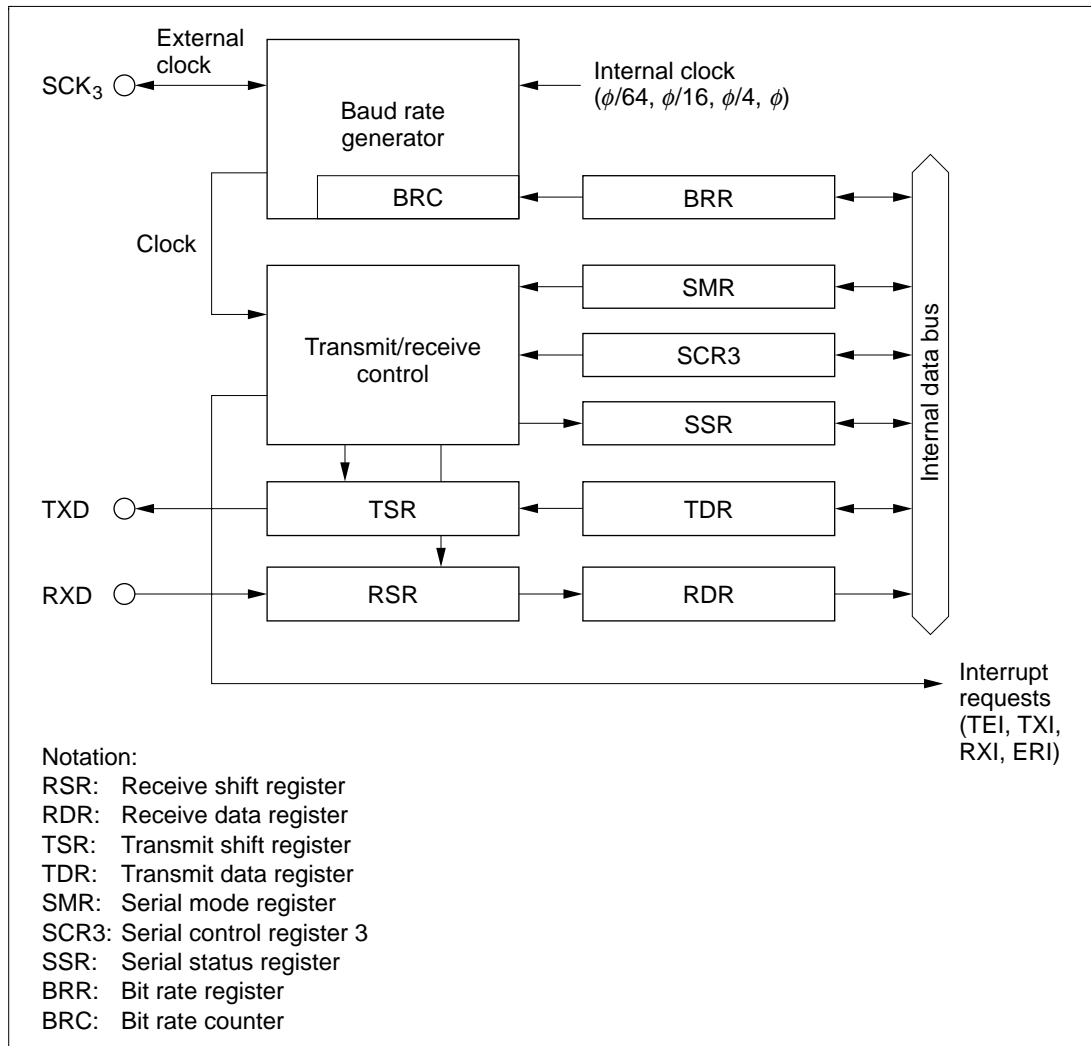 External
clock
SCK3
Internal clock
(ϕ/64, ϕ/16, ϕ/4, ϕ)
Baud rate
generator
BRC
BRR
Clock
SMR
Transmit/receive
control
SCR3
SSR
Internal data bus
TXD
TSR
TDR
RXD
RSR
RDR
Interrupt
requests
(TEI, TXI,
RXI, ERI)
Notation:
RSR: Receive shift register
RDR: Receive data register
TSR: Transmit shift register
TDR: Transmit data register
SMR: Serial mode register
SCR3: Serial control register 3
SSR: Serial status register
BRR: Bit rate register
BRC: Bit rate counter